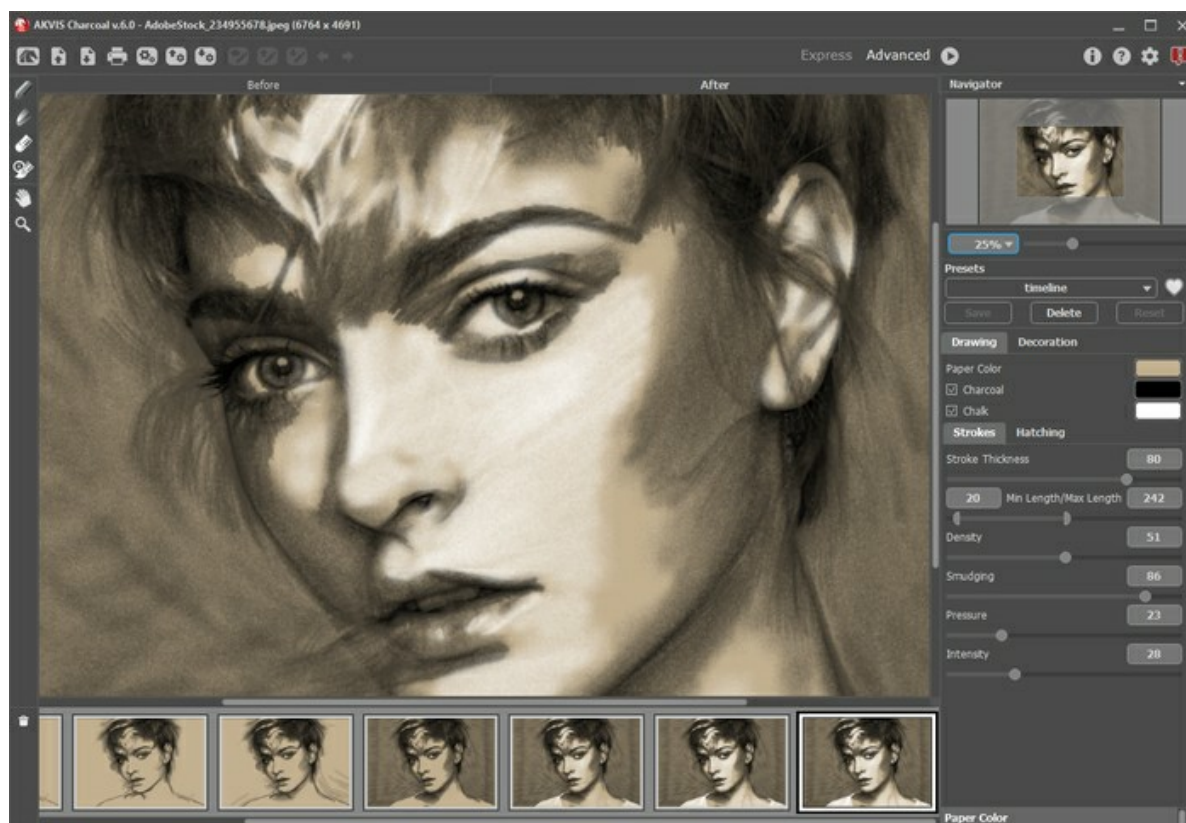 AKVIS Charcoal v.6.0 - AdobeStock_234955678.jpeg (6764 x 4691)
Express Advanced
Before After
Navigator
25%
Presets
timeline
Save Delete Reset
Drawing Decoration
Paper Color
Charcoal
Chalk
Strokes Hatching
Stroke Thickness 80
20 Min Length/Max Length 242
Density 51
Smudging 86
Pressure 23
Intensity 28
Paper Color